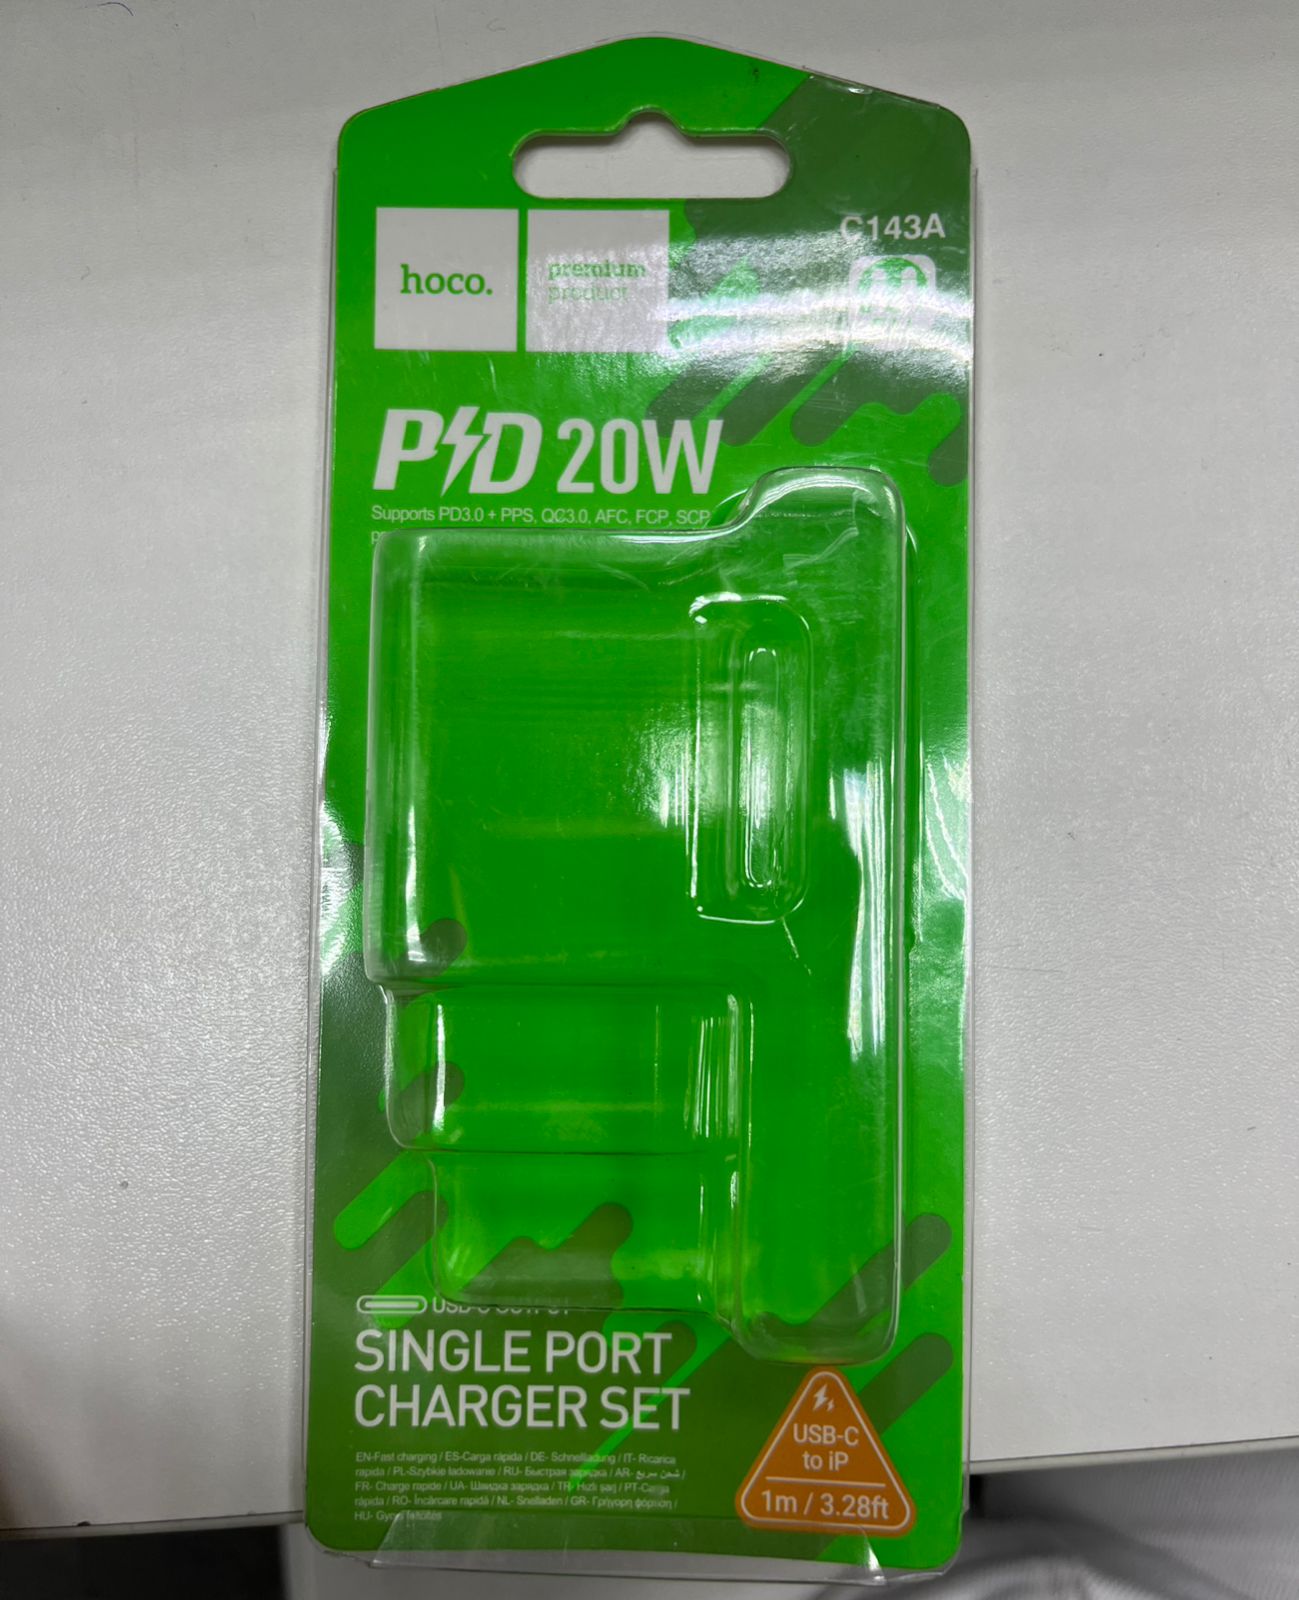 C143A
hoco.
premium
product
PD 20W
Supports PD3.0 + PPS, QC3.0, AFC, FCP, SCP
USB-C OUTPUT
SINGLE PORT
CHARGER SET
USB-C
to iP
1m / 3.28ft
EN-Fast charging / ES-Carga rápida / DE- Schnellladung / IT- Ricarica
rapida / PL-Szybkie ładowanie / RU- Быстрая зарядка / AR- شحن سريع /
FR- Charge rapide / UA- Швидка зарядка / TR- Hızlı şarj / PT-Carga
rápida / RO- Încărcare rapidă / NL- Snelladen / GR- Γρήγορη φόρτιση /
HU-